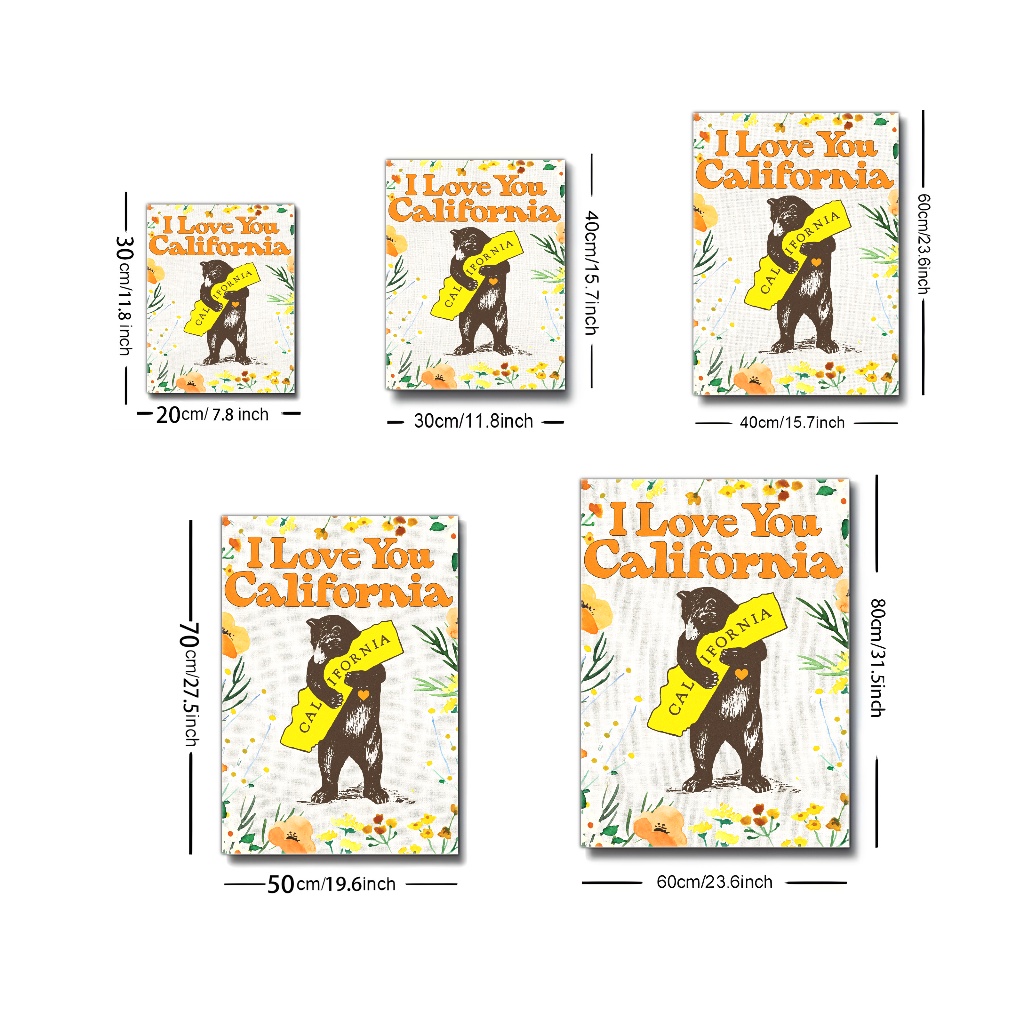 I Love You
California
CALIFORNIA
30cm/11.8 inch
20cm/ 7.8 inch
I Love You
California
CALIFORNIA
40cm/15.7inch
30cm/11.8inch
I Love You
California
CALIFORNIA
60cm/23.6inch
40cm/15.7inch
I Love You
California
CALIFORNIA
70cm/27.5inch
50cm/19.6inch
I Love You
California
CALIFORNIA
80cm/31.5inch
60cm/23.6inch